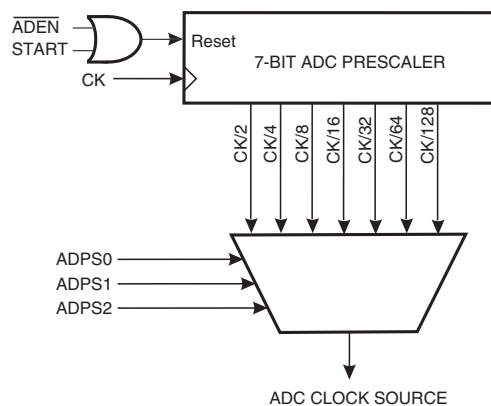 ADEN
START
Reset
7-BIT ADC PRESCALER
CK
CK/2
CK/4
CK/8
CK/16
CK/32
CK/64
CK/128
ADPS0
ADPS1
ADPS2
ADC CLOCK SOURCE